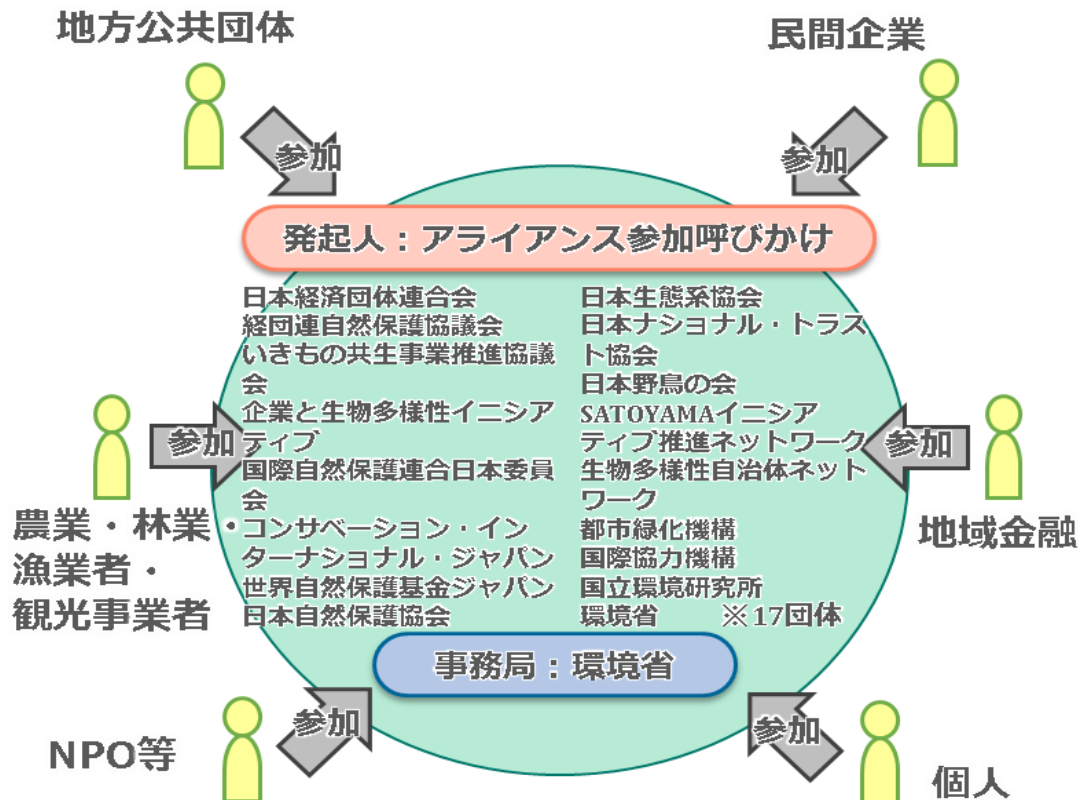 地方公共団体
民間企業
参加
参加
発起人：アライアンス参加呼びかけ
日本経済団体連合会
経団連自然保護協議会
いきもの共生事業推進協議
会
企業と生物多様性イニシア
ティブ
国際自然保護連合日本委員
会
コンサベーション・イン
ターナショナル・ジャパン
世界自然保護基金ジャパン
日本自然保護協会
日本生態系協会
日本ナショナル・トラス
ト協会
日本野鳥の会
SATOYAMAイニシア
ティブ推進ネットワーク
生物多様性自治体ネット
ワーク
都市緑化機構
国際協力機構
国立環境研究所
環境省　※17団体
参加
農業・林業・
漁業者・
観光事業者
参加
地域金融
事務局：環境省
参加
NPO等
参加
個人